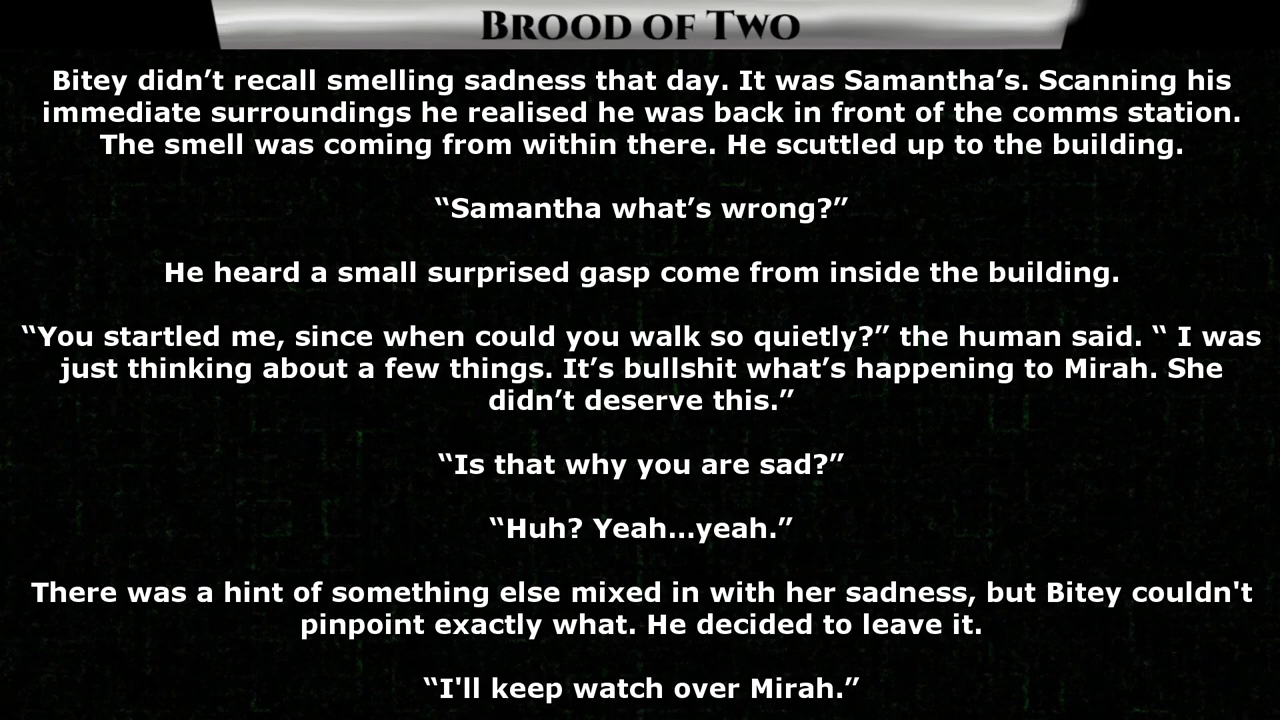 Brood of Two
Bitey didn’t recall smelling sadness that day. It was Samantha’s. Scanning his
immediate surroundings he realised he was back in front of the comms station.
The smell was coming from within there. He scuttled up to the building.
“Samantha what’s wrong?”
He heard a small surprised gasp come from inside the building.
“You startled me, since when could you walk so quietly?” the human said. “ I was
just thinking about a few things. It’s bullshit what’s happening to Mirah. She
didn’t deserve this.”
“Is that why you are sad?”
“Huh? Yeah…yeah.”
There was a hint of something else mixed in with her sadness, but Bitey couldn't
pinpoint exactly what. He decided to leave it.
“I'll keep watch over Mirah.”